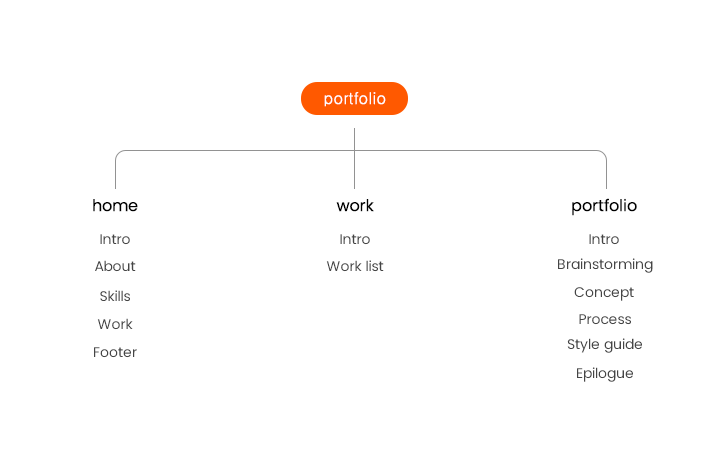 portfolio
home
Intro
About
Skills
Work
Footer
work
Intro
Work list
portfolio
Intro
Brainstorming
Concept
Process
Style guide
Epilogue